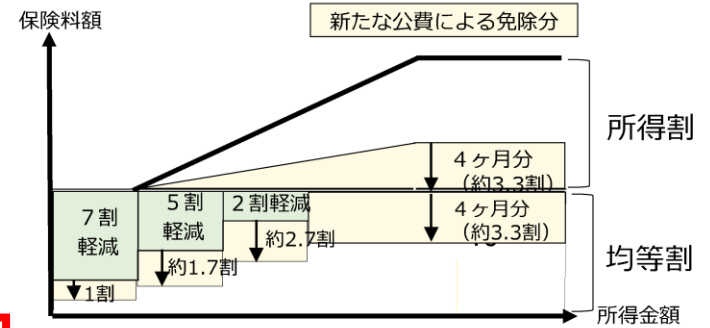 保険料額
新たな公費による免除分
所得割
4ヶ月分
(約3.3割)
7割
軽減
5割
軽減
2割軽減
4ヶ月分
(約3.3割)
約2.7割
約1.7割
1割
均等割
所得金額